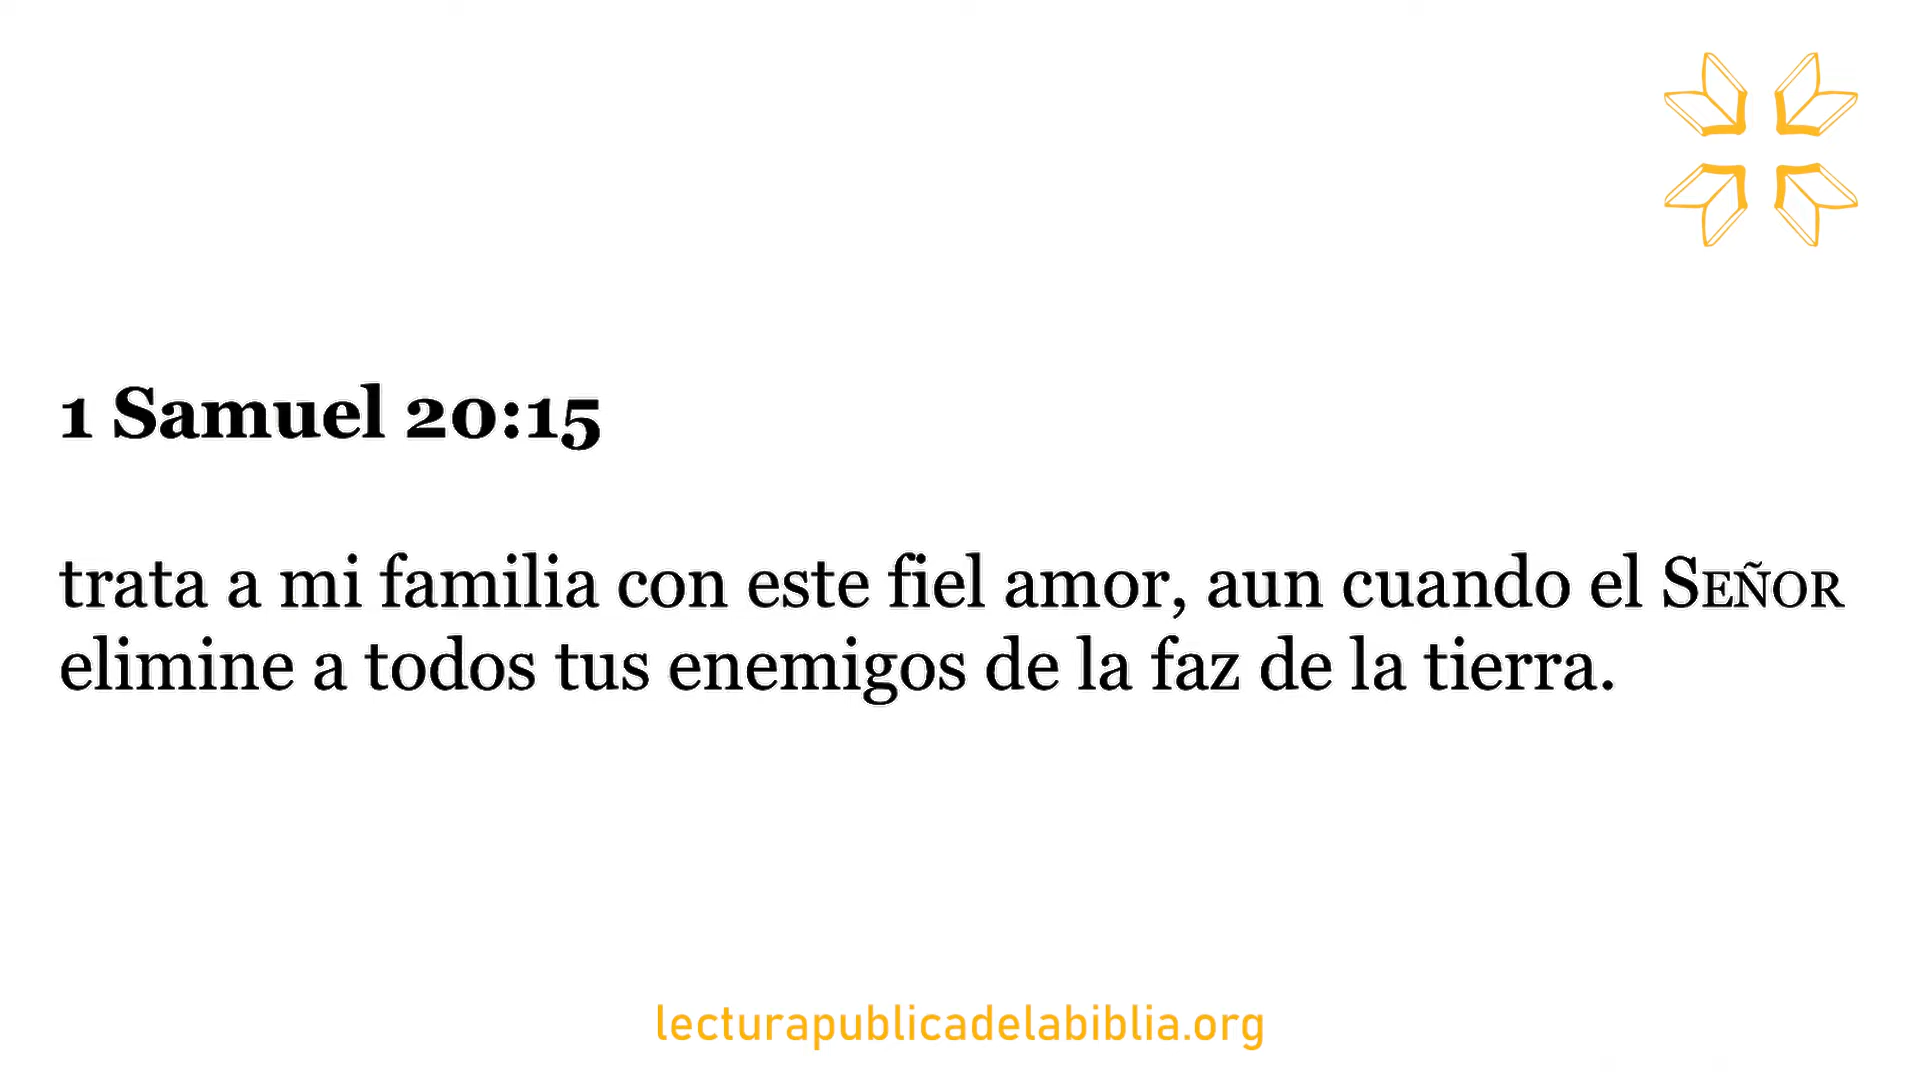 1 Samuel 20:15
trata a mi familia con este fiel amor, aun cuando el SEÑOR
elimine a todos tus enemigos de la faz de la tierra.
lecturapublicadelabiblia.org